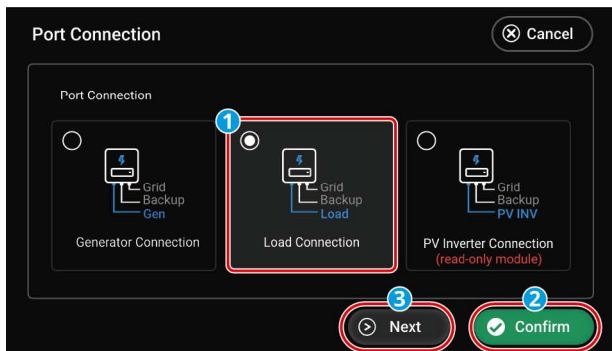 Port Connection
Cancel
Port Connection
1
Grid
Backup
Gen
Generator Connection
Grid
Backup
Load
Load Connection
Grid
Backup
PV INV
PV Inverter Connection
(read-only module)
3
Next
2
Confirm